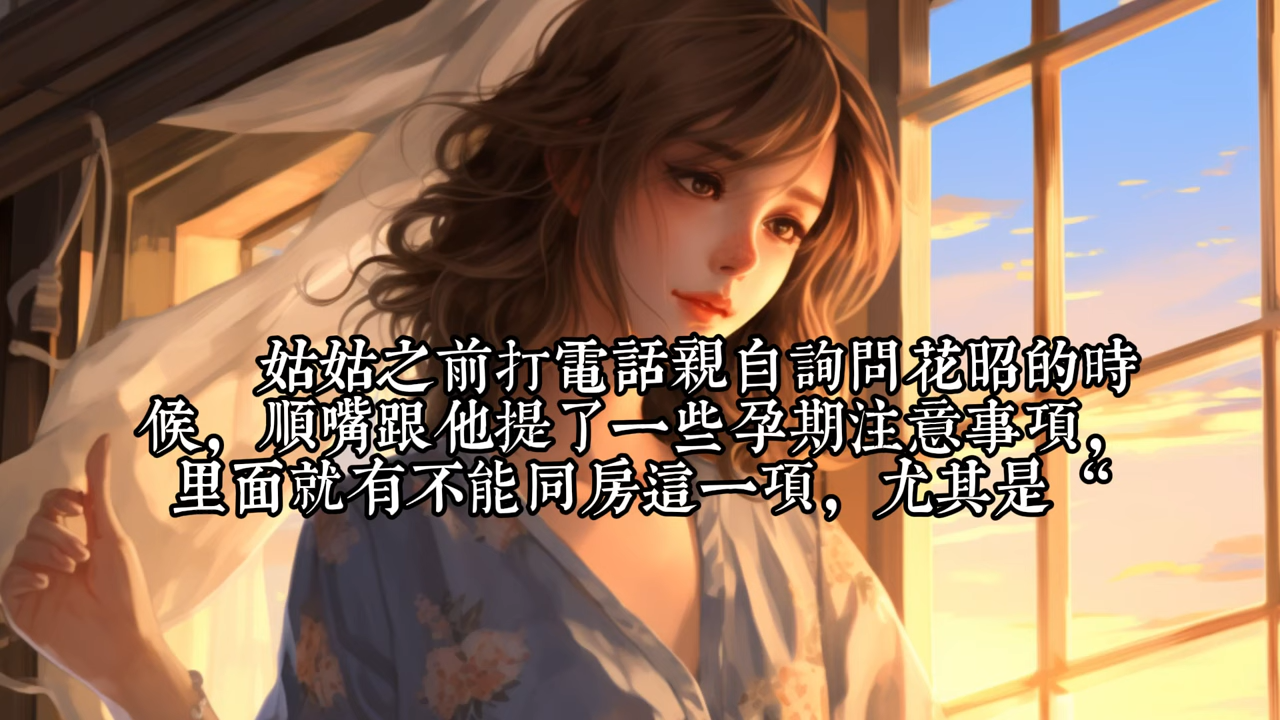 姑姑之前打電話親自詢問花昭的時
候，順嘴跟他提了一些孕期注意事項，
里面就有不能同房這一項，尤其是“